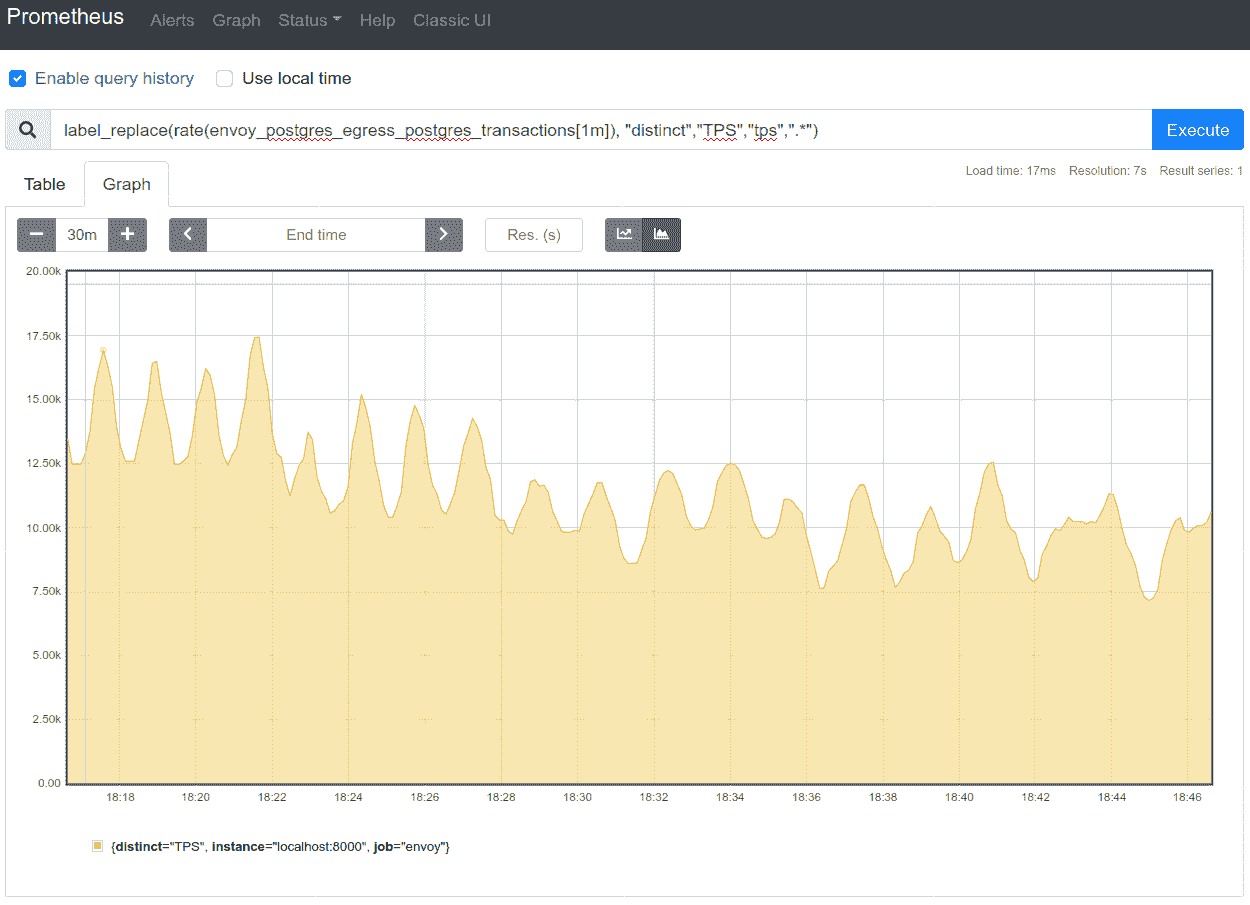 Prometheus Alerts Graph Status Help Classic UI
Enable query history Use local time
label_replace(rate(envoy_postgres_egress_postgres_transactions[1m]), "distinct","TPS","tps",".*") Execute
Load time: 17ms Resolution: 7s Result series: 1
Table Graph
30m End time Res. (s)
20.00k
17.50k
15.00k
12.50k
10.00k
7.50k
5.00k
2.50k
0.00
18:18 18:20 18:22 18:24 18:26 18:28 18:30 18:32 18:34 18:36 18:38 18:40 18:42 18:44 18:46
{distinct="TPS", instance="localhost:8000", job="envoy"}